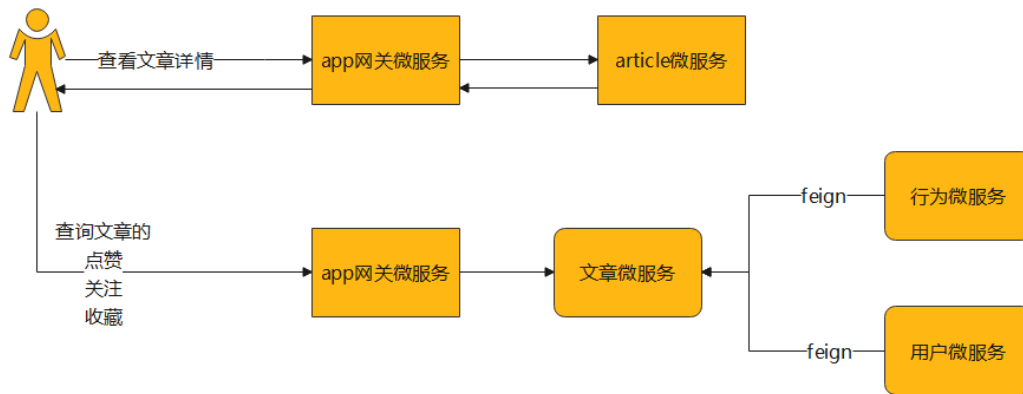 查看文章详情
app网关微服务
article微服务
feign
行为微服务
查询文章的
点赞
关注
收藏
app网关微服务
文章微服务
feign
用户微服务